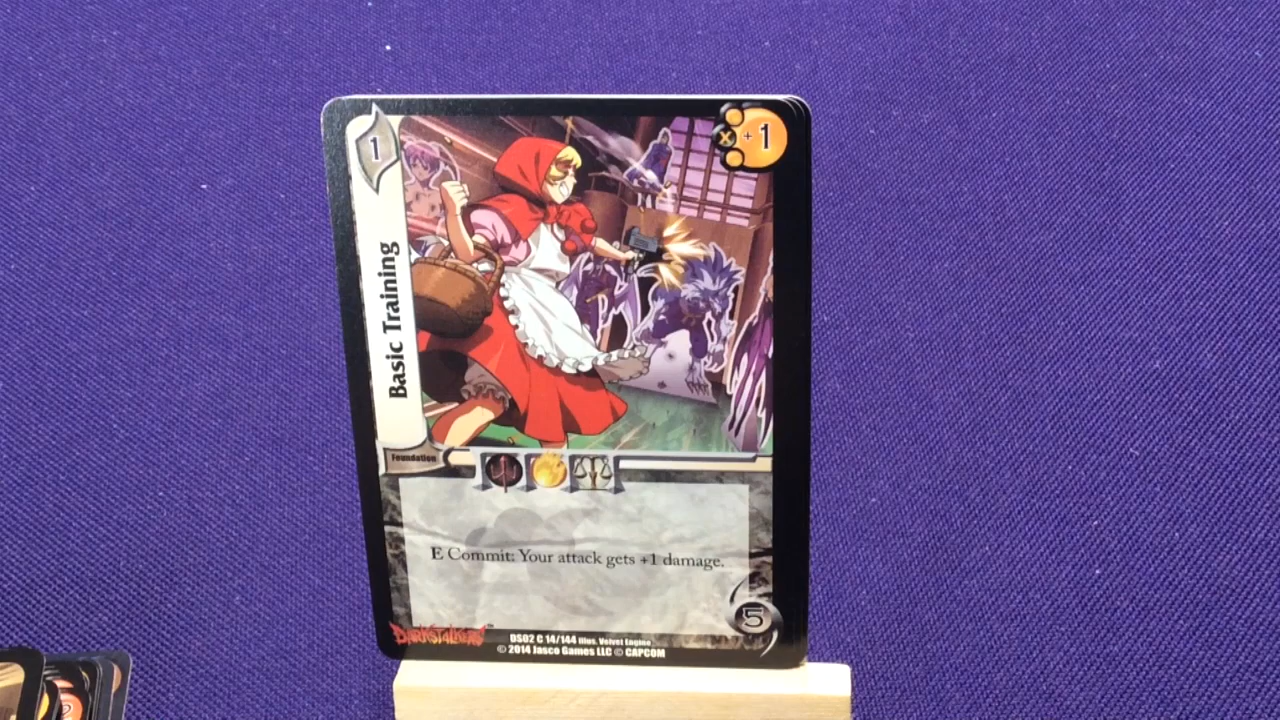 1
+1
Basic Training
Foundation
E Commit: Your attack gets +1 damage.
5
DARKSTALKERS™
DS02 C 14/144 Illus. Velvet Engine
© 2014 Jasco Games LLC © CAPCOM